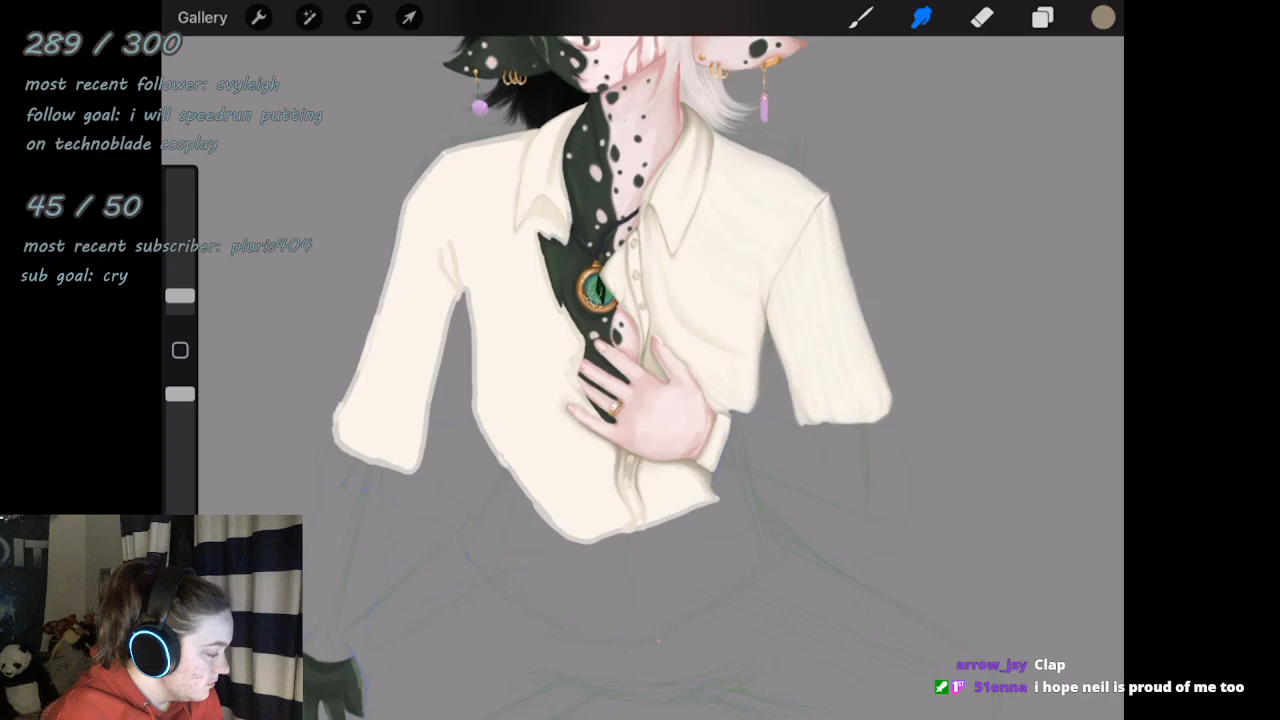 Gallery
289 / 300
most recent follower: cvyleigh
follow goal: i will speedrun putting
on technoblade cosplay
45 / 50
most recent subscriber: pluris404
sub goal: cry
arrow_jsy Clap
51enna i hope neil is proud of me too